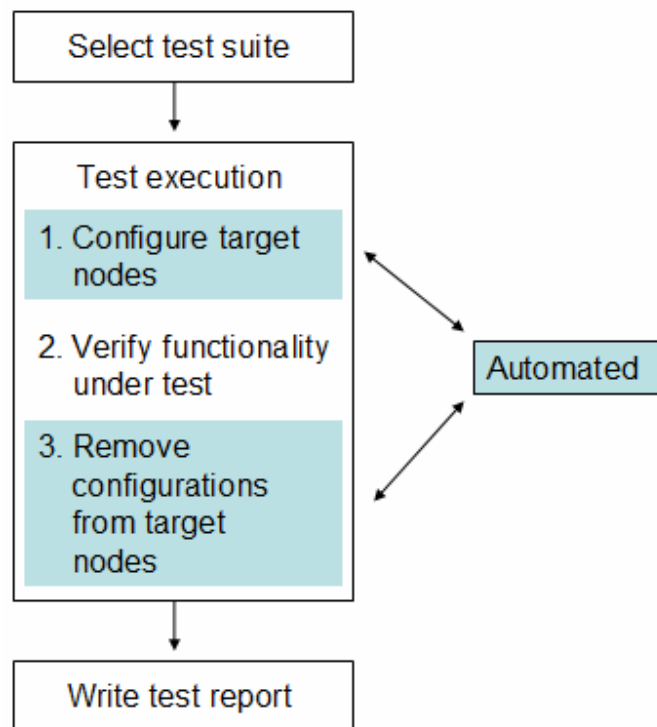 Select test suite
Test execution
1. Configure target
nodes
2. Verify functionality
under test
Automated
3. Remove
configurations
from target
nodes
Write test report